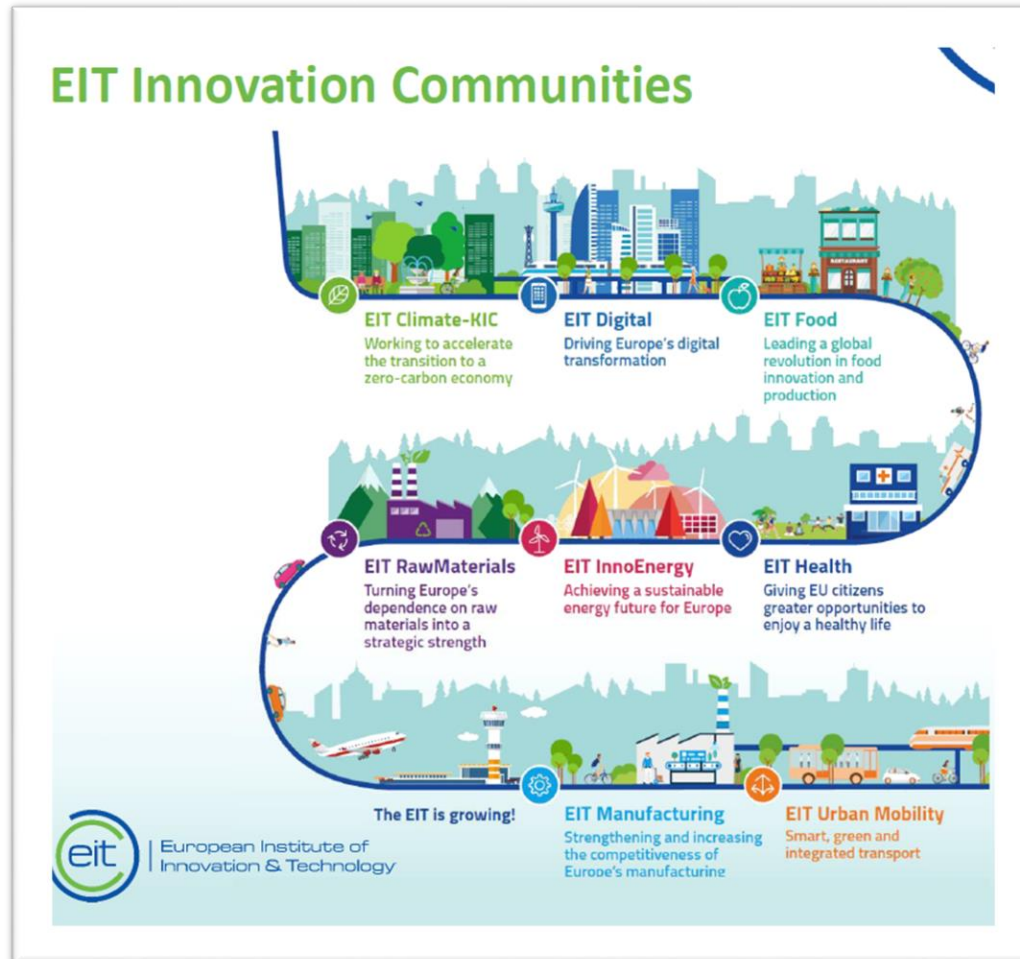 EIT Innovation Communities
RESTAURANT
EIT Climate-KIC
Working to accelerate
the transition to a
zero-carbon economy
EIT Digital
Driving Europe's digital
transformation
EIT Food
Leading a global
revolution in food
innovation and
production
EIT RawMaterials
Turning Europe's
dependence on raw
materials into a
strategic strength
EIT InnoEnergy
Achieving a sustainable
energy future for Europe
EIT Health
Giving EU citizens
greater opportunities to
enjoy a healthy life
The EIT is growing!
EIT Manufacturing
Strengthening and increasing
the competitiveness of
Europe's manufacturing
EIT Urban Mobility
Smart, green and
integrated transport
eit
European Institute of
Innovation & Technology